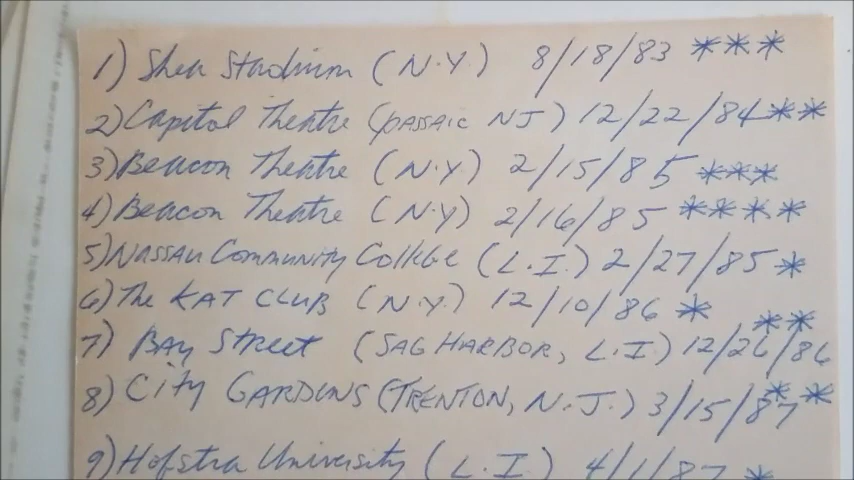 1) Shea Stadium (N.Y.) 8/18/83 ***
2) Capitol Theatre (PASSAIC NJ) 12/22/84 **
3) Beacon Theatre (N.Y) 2/15/85 ***
4) Beacon Theatre (N.Y) 2/16/85 ****
5) Nassau Community College (L.I.) 2/27/85 *
6) The KAT CLUB (N.Y.) 12/10/86 *
7) BAY Street (SAG HARBOR, L.I) 12/26/86 **
8) City GARDENS (TRENTON, N.J.) 3/15/87 **
9) Hofstra University (L.I) 4/1/87 *